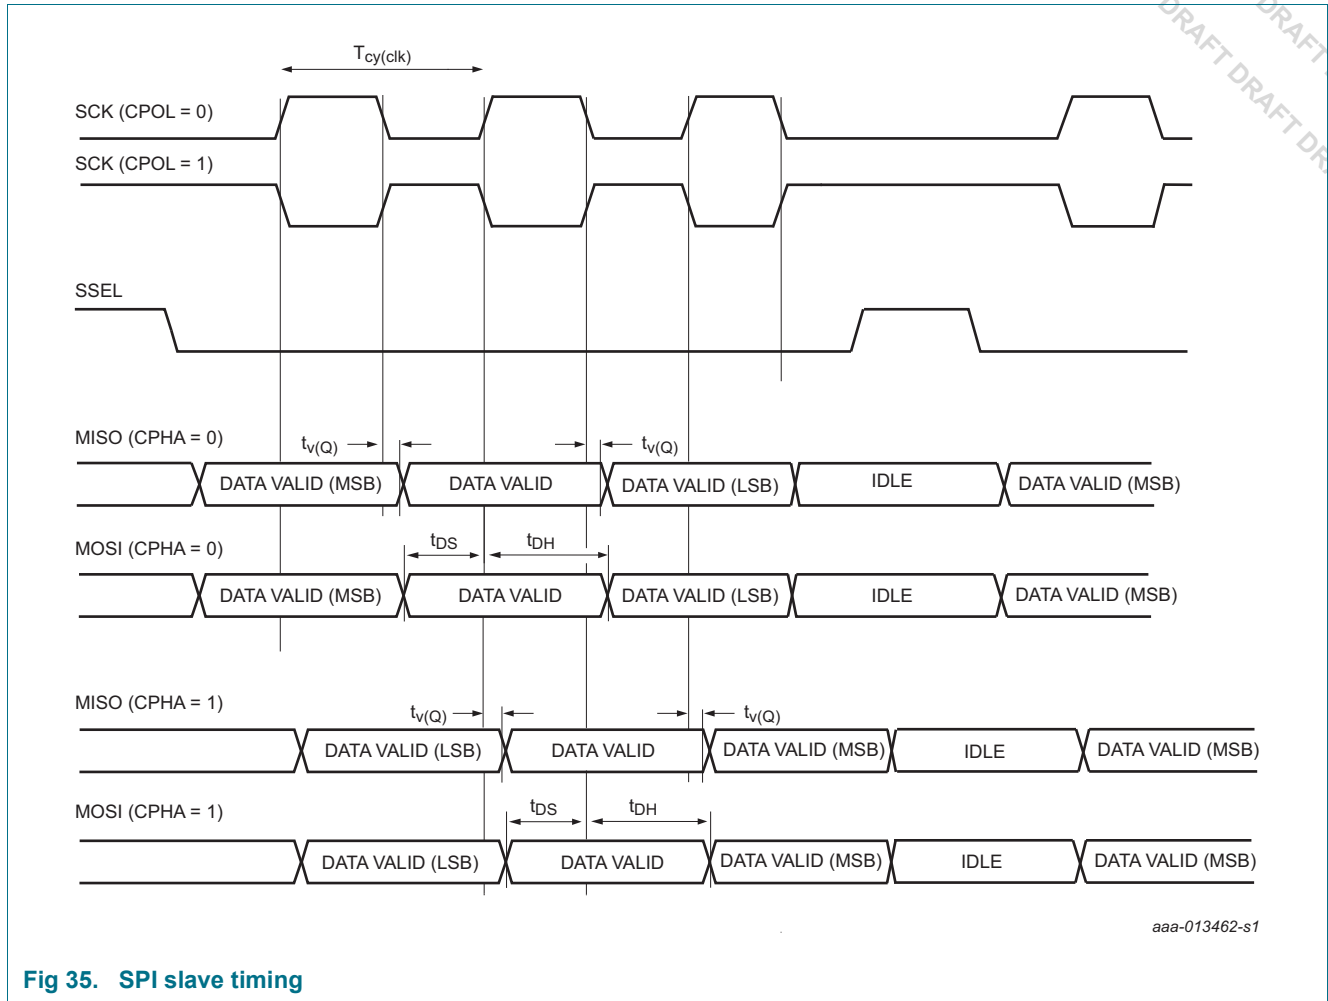 DRAFT DRAFT DRA
DRAFT
Tcy(clk)
SCK (CPOL = 0)
SCK (CPOL = 1)
SSEL
MISO (CPHA = 0)
tv(Q) tv(Q)
DATA VALID (MSB) DATA VALID DATA VALID (LSB) IDLE DATA VALID (MSB)
MOSI (CPHA = 0)
tDS tDH
DATA VALID (MSB) DATA VALID DATA VALID (LSB) IDLE DATA VALID (MSB)
MISO (CPHA = 1)
tv(Q) tv(Q)
DATA VALID (LSB) DATA VALID DATA VALID (MSB) IDLE DATA VALID (MSB)
MOSI (CPHA = 1)
tDS tDH
DATA VALID (LSB) DATA VALID DATA VALID (MSB) IDLE DATA VALID (MSB)
aaa-013462-s1
Fig 35. SPI slave timing